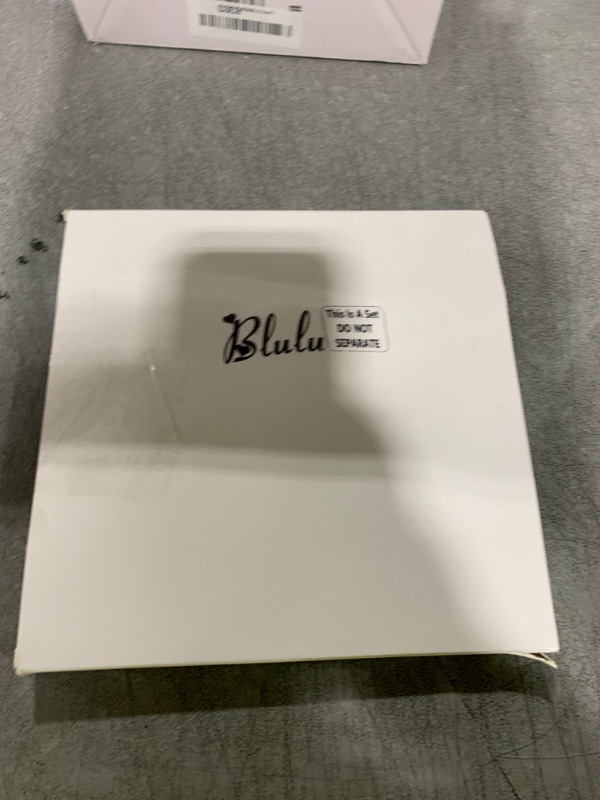 Blulu
This Is A Set
DO NOT
SEPARATE